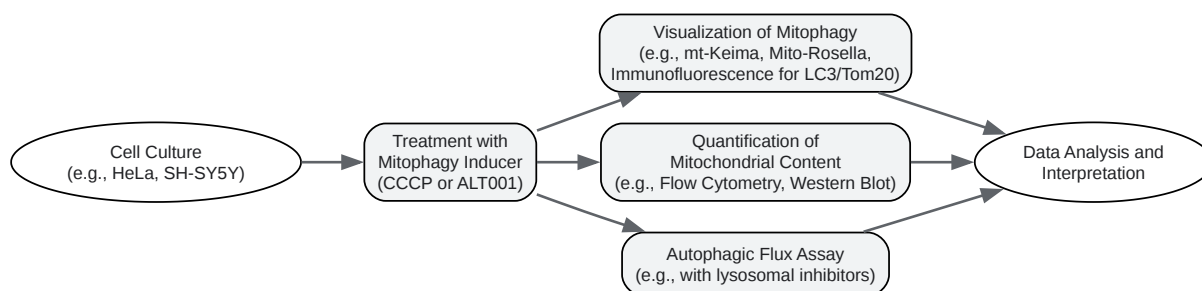 Cell Culture
(e.g., HeLa, SH-SY5Y)
Treatment with
Mitophagy Inducer
(CCCP or ALT001)
Visualization of Mitophagy
(e.g., mt-Keima, Mito-Rosella,
Immunofluorescence for LC3/Tom20)
Quantification of
Mitochondrial Content
(e.g., Flow Cytometry, Western Blot)
Autophagic Flux Assay
(e.g., with lysosomal inhibitors)
Data Analysis and
Interpretation